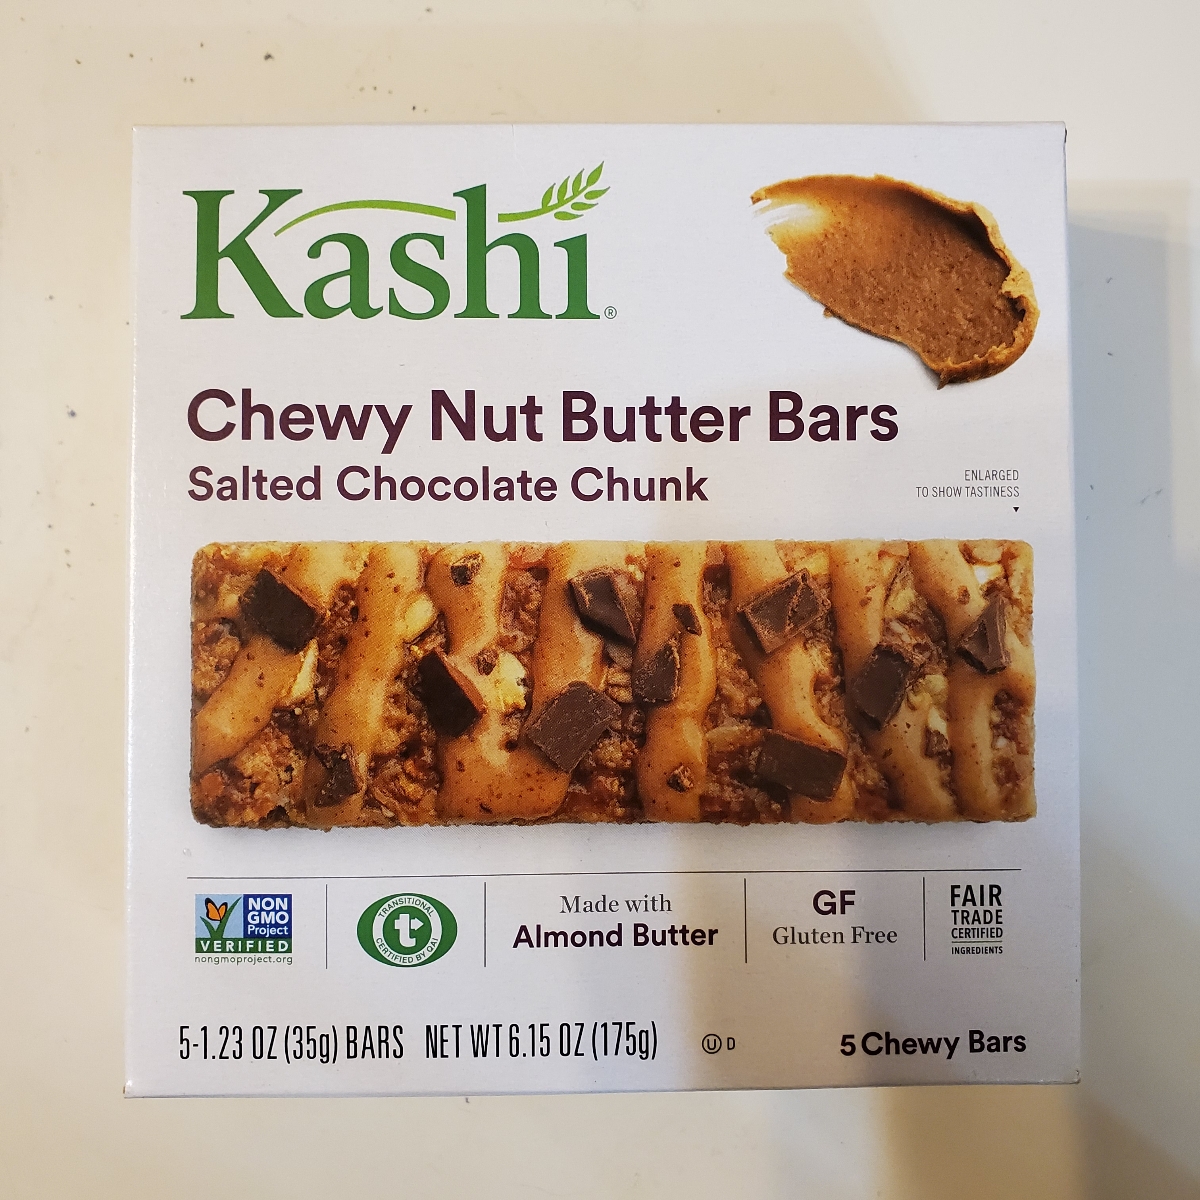 Kashi®
Chewy Nut Butter Bars
Salted Chocolate Chunk
ENLARGED
TO SHOW TASTINESS
NON
GMO
Project
VERIFIED
nongmoproject.org
TRANSITIONAL
t
CERTIFIED BY QAI
Made with
Almond Butter
GF
Gluten Free
FAIR
TRADE
CERTIFIED
INGREDIENTS
5-1.23 OZ (35g) BARS NET WT 6.15 OZ (175g)
U D
5 Chewy Bars